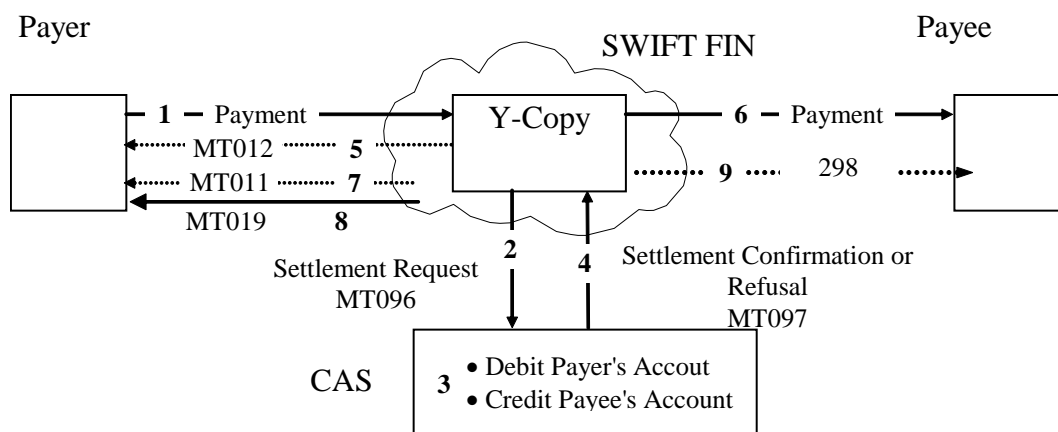 Payer
SWIFT FIN
Payee
1 Payment
Y-Copy
6 Payment
MT012 5
MT011 7
9 298
MT019 8
2
4
Settlement Request
MT096
Settlement Confirmation or
Refusal
MT097
CAS
3
• Debit Payer's Accout
• Credit Payee's Account